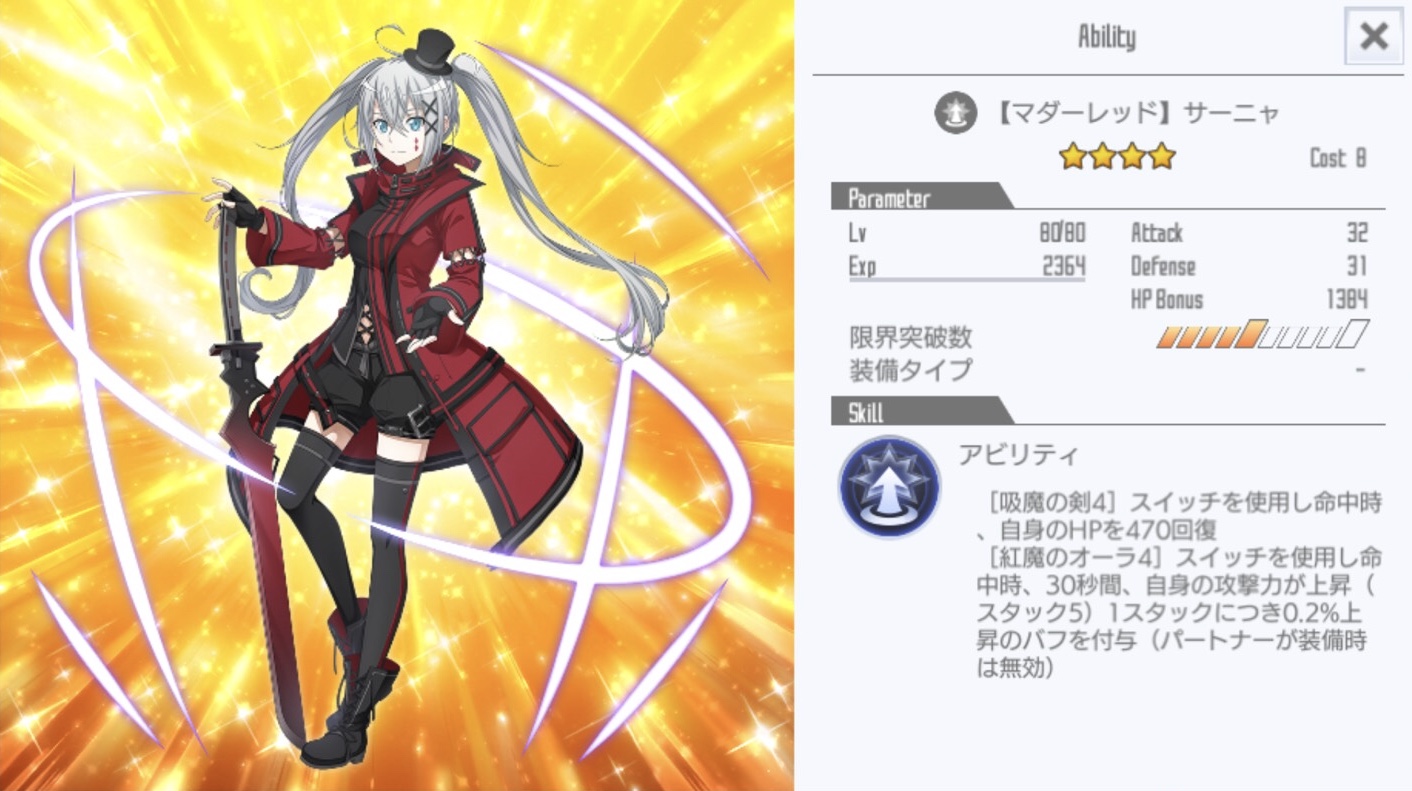 Ability
【マダーレッド】サーニャ
Cost 8
Parameter
Lv 80/80 Attack 32
Exp 2364 Defense 31
HP Bonus 1384
限界突破数
装備タイプ -
Skill
アビリティ
［吸魔の剣4］スイッチを使用し命中時
、自身のHPを470回復
［紅魔のオーラ4］スイッチを使用し命
中時、30秒間、自身の攻撃力が上昇（
スタック5）1スタックにつき0.2%上
昇のバフを付与（パートナーが装備時
は無効）